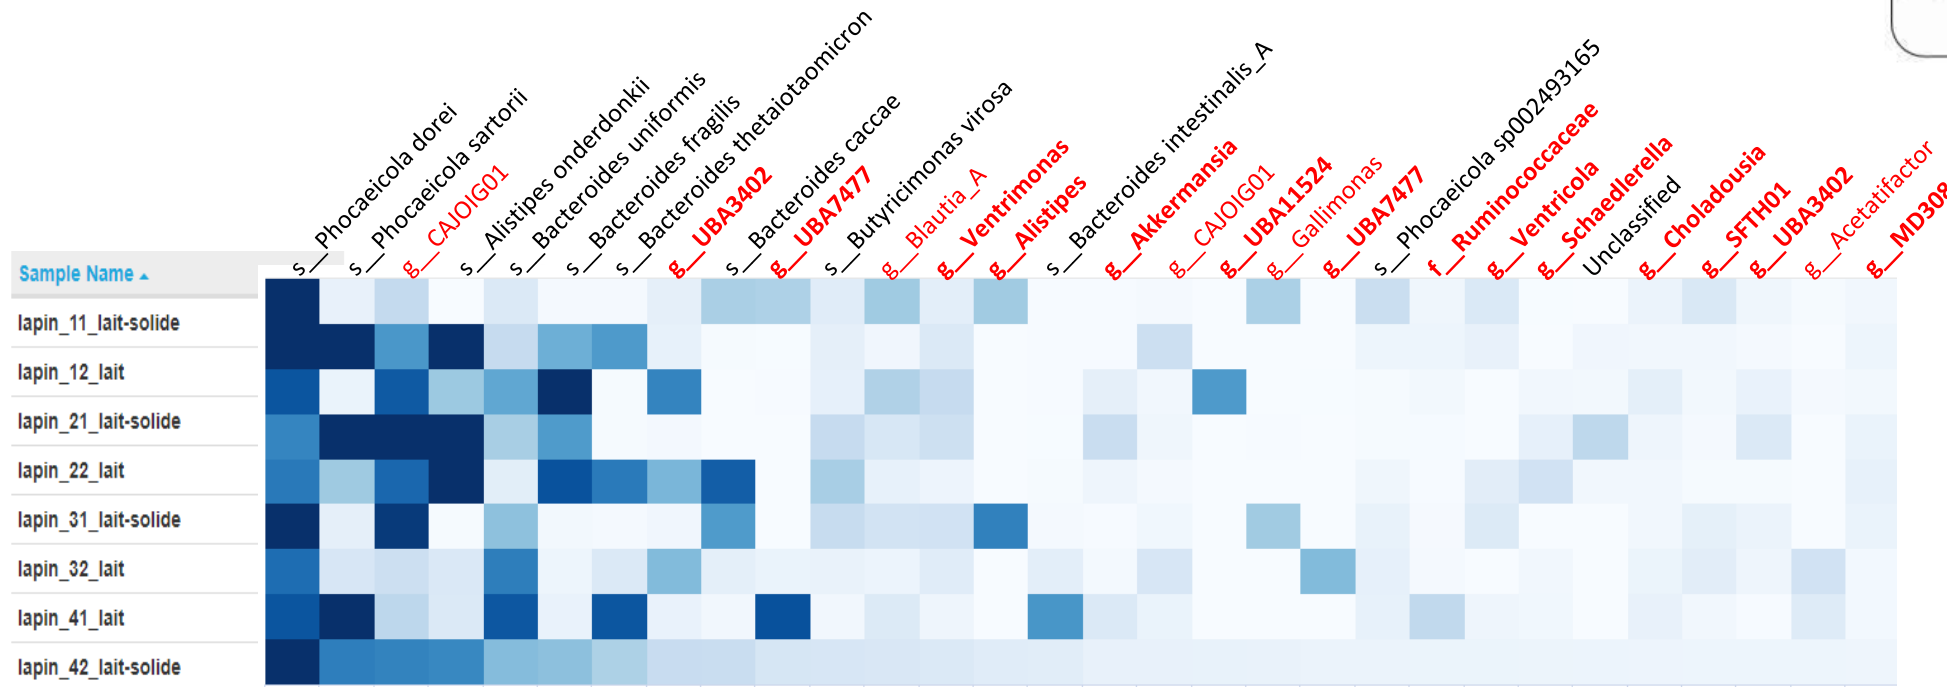 s__Phocaeicola dorei
s__Phocaeicola sartorii
g__CAJOIG01
s__Alistipes onderdonkii
s__Bacteroides uniformis
s__Bacteroides fragilis
s__Bacteroides thetaiotaomicron
g__UBA3402
s__Bacteroides caccae
g__UBA7477
s__Butyricimonas virosa
g__Blautia_A
g__Ventrimonas
g__Alistipes
s__Bacteroides intestinalis_A
g__Akkermansia
g__CAJOIG01
g__UBA11524
g__Gallimonas
g__UBA7477
s__Phocaeicola sp002493165
f__Ruminococcaceae
g__Ventricola
g__Schaedlerella
Unclassified
g__Choladousia
g__SFTH01
g__UBA3402
g__Acetatifactor
Sample Name
lapin_11_lait-solide
lapin_12_lait
lapin_21_lait-solide
lapin_22_lait
lapin_31_lait-solide
lapin_32_lait
lapin_41_lait
lapin_42_lait-solide